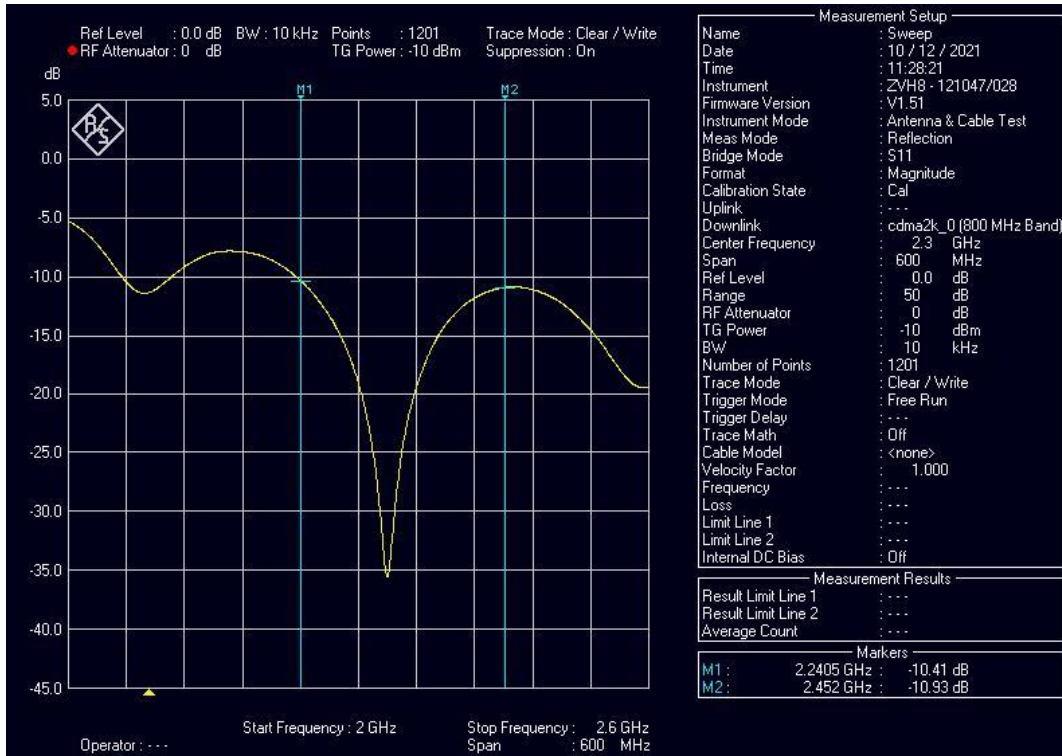 Ref Level : 0.0 dB BW : 10 kHz Points : 1201 Trace Mode : Clear / Write
RF Attenuator : 0 dB TG Power : -10 dBm Suppression : On
dB
M1 M2
5.0
R/S
0.0
-5.0
-10.0
-15.0
-20.0
-25.0
-30.0
-35.0
-40.0
-45.0
Start Frequency : 2 GHz Stop Frequency : 2.6 GHz
Operator : - - - Span : 600 MHz
Measurement Setup
Name : Sweep
Date : 10 / 12 / 2021
Time : 11:28:21
Instrument : ZVH8 - 121047/028
Firmware Version : V1.51
Instrument Mode : Antenna & Cable Test
Meas Mode : Reflection
Bridge Mode : S11
Format : Magnitude
Calibration State : Cal
Uplink : - - -
Downlink : cdma2k_0 (800 MHz Band)
Center Frequency : 2.3 GHz
Span : 600 MHz
Ref Level : 0.0 dB
Range : 50 dB
RF Attenuator : 0 dB
TG Power : -10 dBm
BW : 10 kHz
Number of Points : 1201
Trace Mode : Clear / Write
Trigger Mode : Free Run
Trigger Delay : - - -
Trace Math : Off
Cable Model : <none>
Velocity Factor : 1.000
Frequency : - - -
Loss : - - -
Limit Line 1 : - - -
Limit Line 2 : - - -
Internal DC Bias : Off
Measurement Results
Result Limit Line 1 : - - -
Result Limit Line 2 : - - -
Average Count : - - -
Markers
M1 : 2.2405 GHz : -10.41 dB
M2 : 2.452 GHz : -10.93 dB